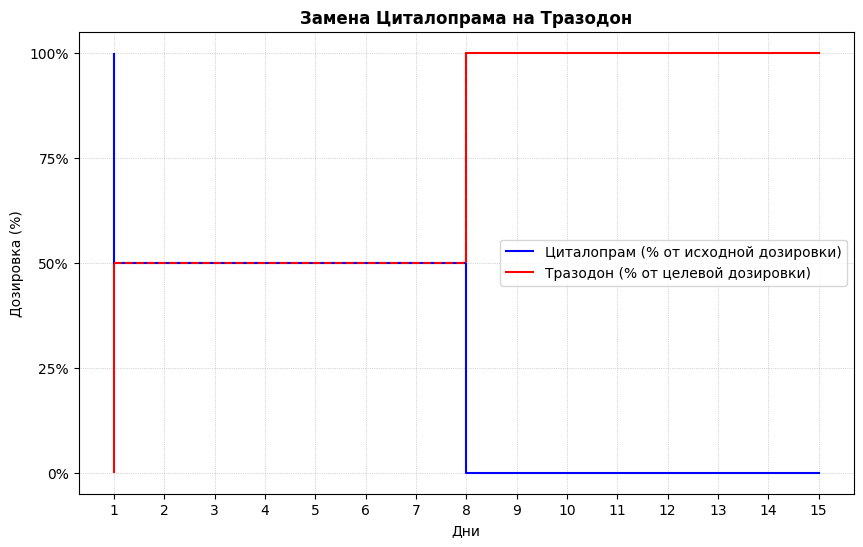 Замена Циталопрама на Тразодон
Дозировка (%)
100%
75%
50%
25%
0%
Циталопрам (% от исходной дозировки)
Тразодон (% от целевой дозировки)
1 2 3 4 5 6 7 8 9 10 11 12 13 14 15
Дни